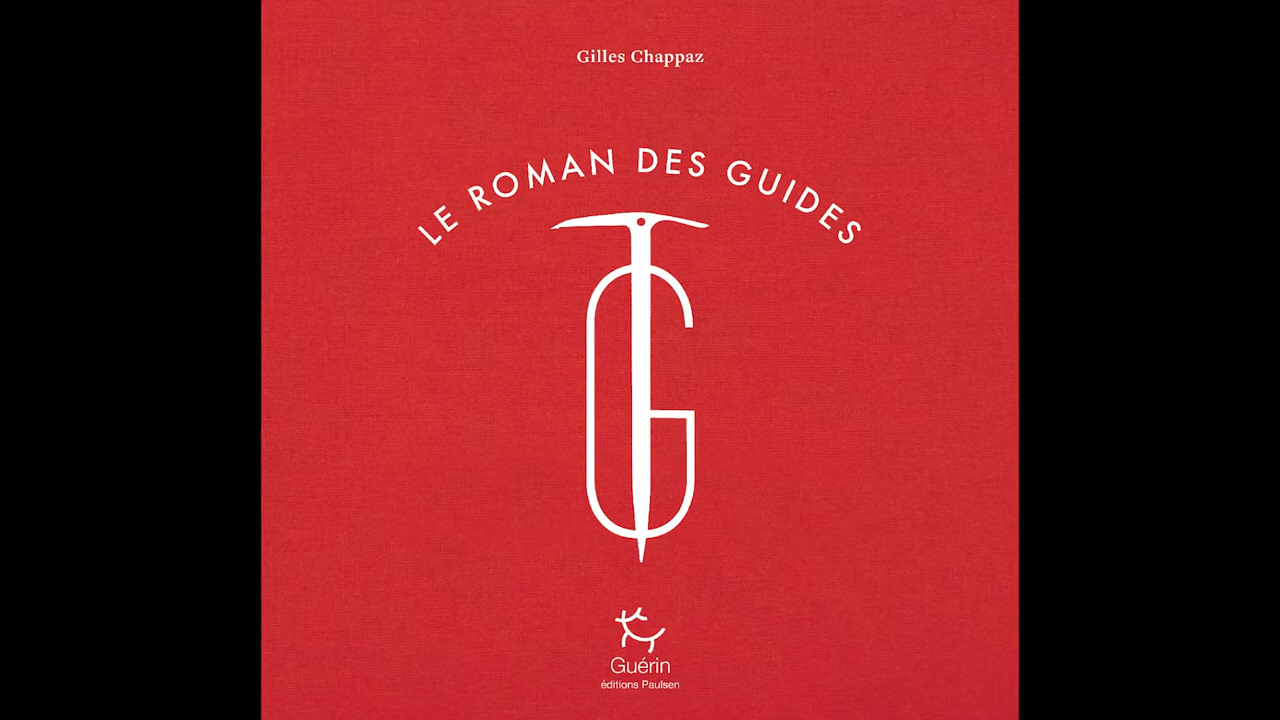 Gilles Chappaz
LE ROMAN DES GUIDES
G
Guérin
éditions Paulsen